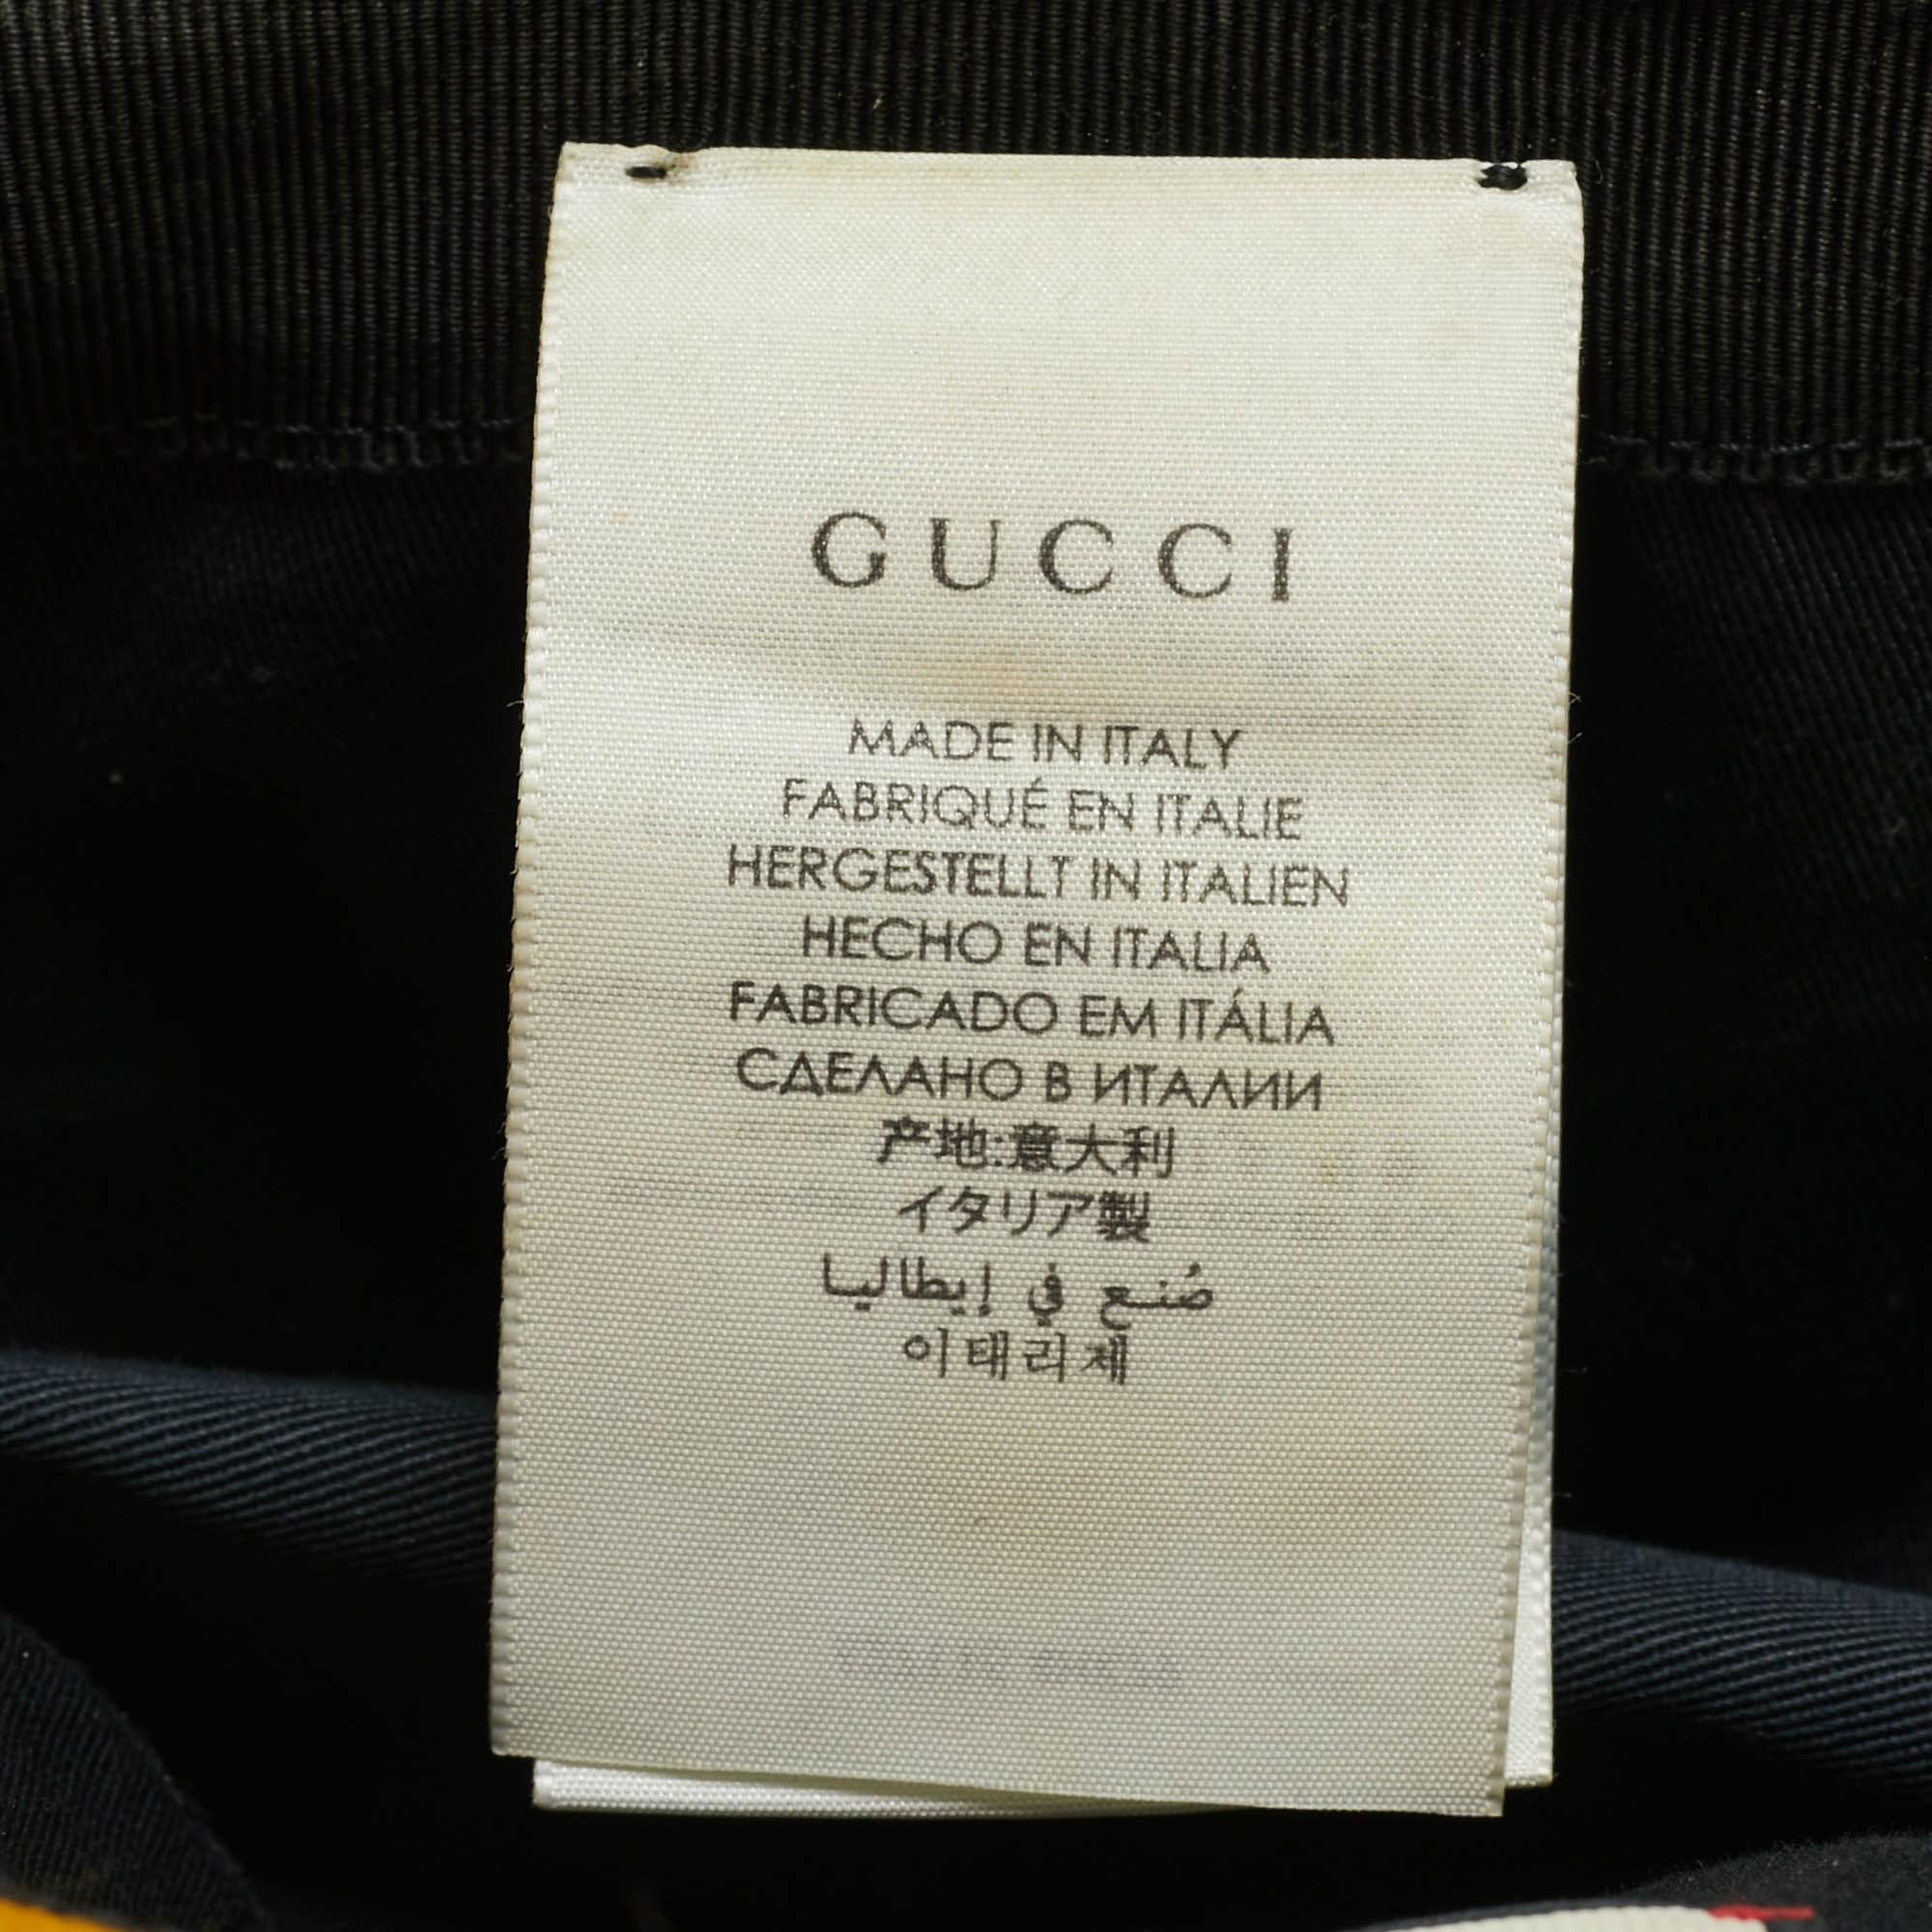 GUCCI
MADE IN ITALY
FABRIQUÉ EN ITALIE
HERGESTELLT IN ITALIEN
HECHO EN ITALIA
FABRICADO EM ITÁLIA
СДЕЛАНО В ИТАЛИИ
产地:意大利
イタリア製
صُنع في إيطاليا
이태리제